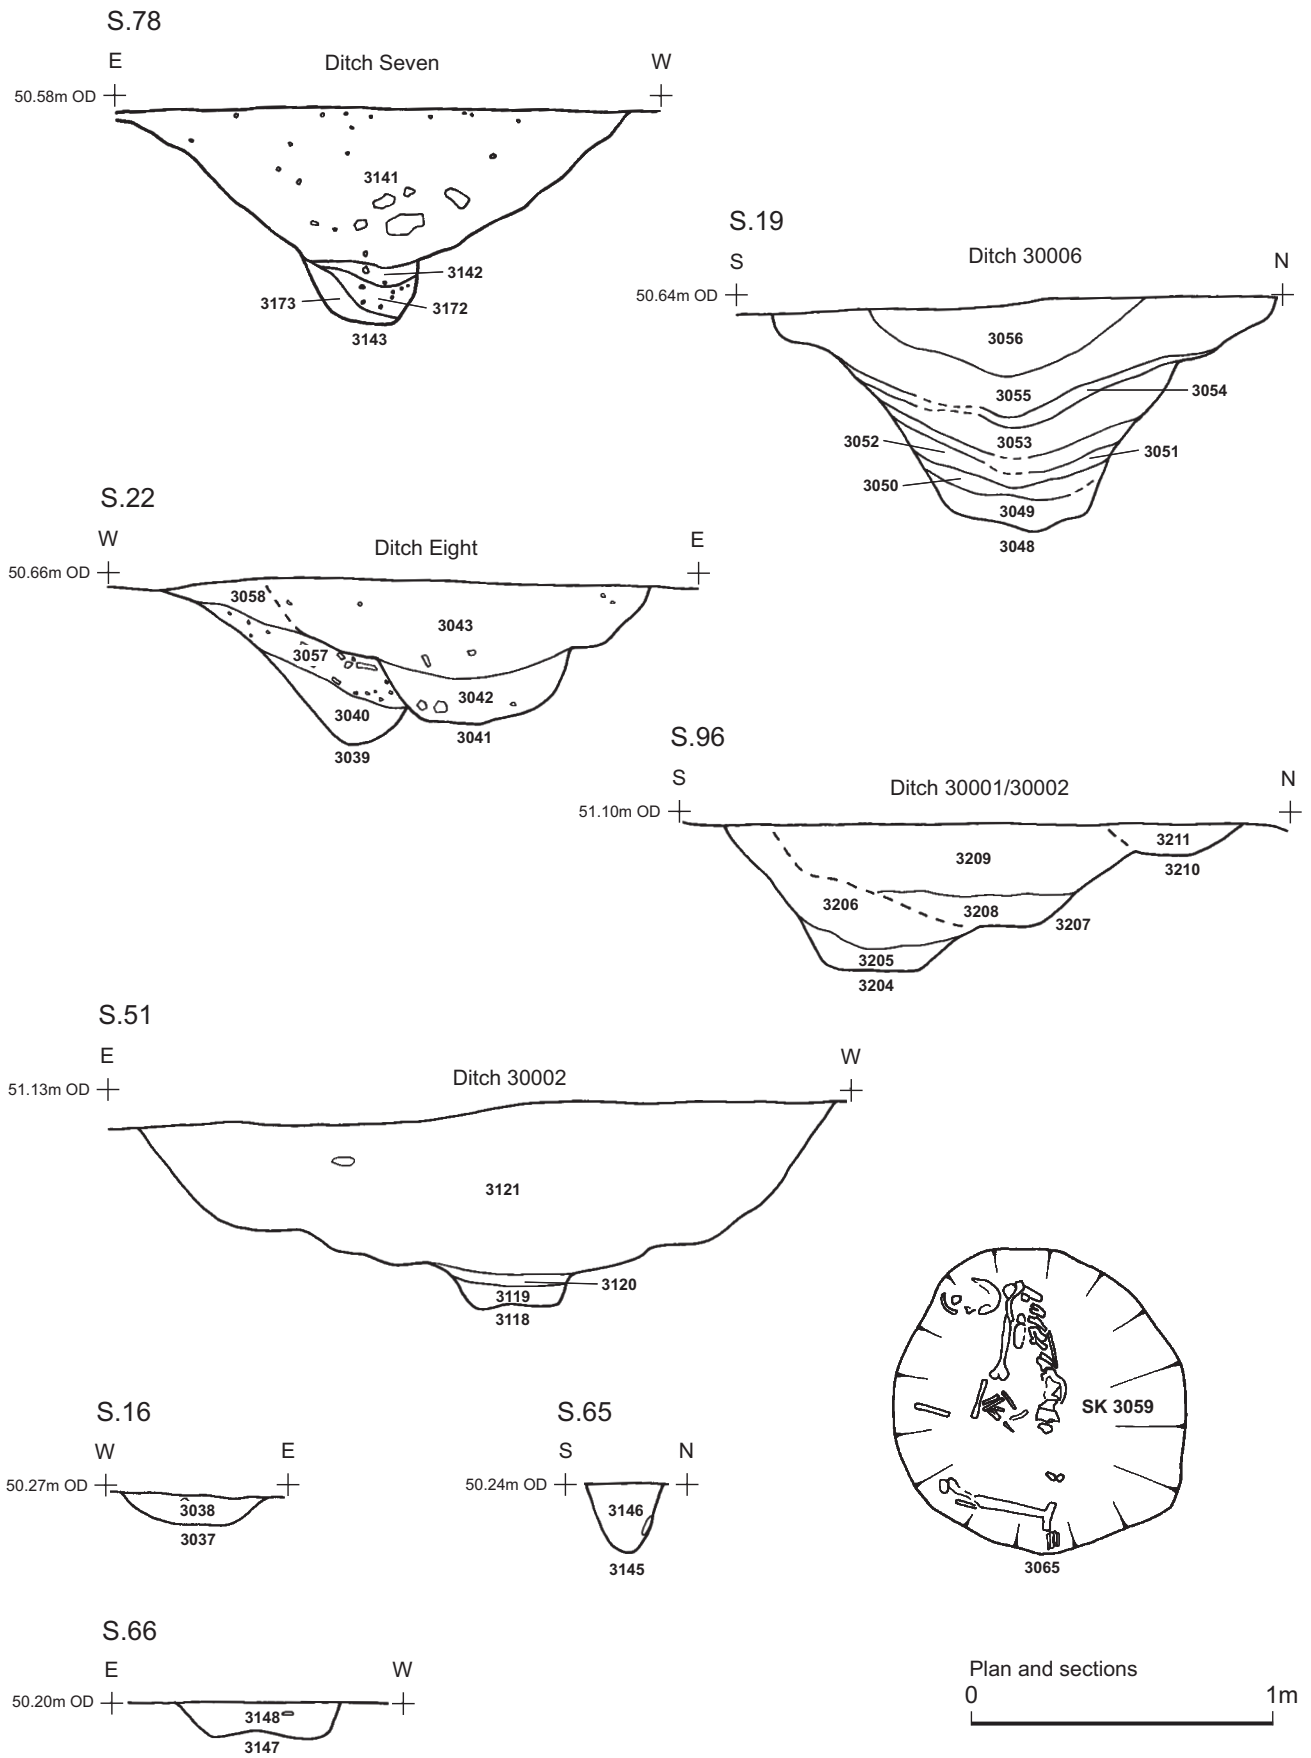 S.78
E W
Ditch Seven
50.58m OD
3141
3142
3173
3172
3143
S.19
S N
Ditch 30006
50.64m OD
3056
3055
3054
3053
3052
3051
3050
3049
3048
S.22
W E
Ditch Eight
50.66m OD
3058
3043
3057
3042
3040
3041
3039
S.96
S N
Ditch 30001/30002
51.10m OD
3211
3209
3210
3206
3208
3207
3205
3204
S.51
E W
Ditch 30002
51.13m OD
3121
3120
3119
3118
SK 3059
3065
S.16
W E
50.27m OD
3038
3037
S.65
S N
50.24m OD
3146
3145
S.66
E W
50.20m OD
3148
3147
Plan and sections
0 1m